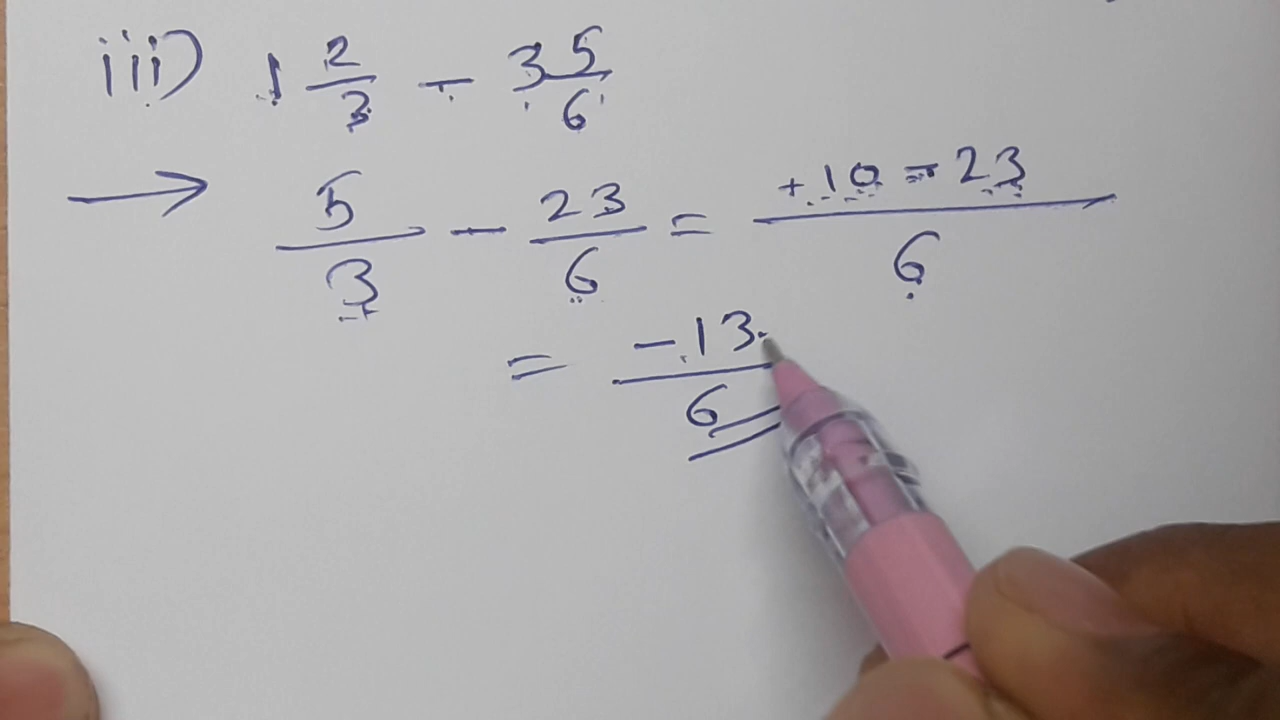 iii) 1 2/3 - 3 5/6
→ 5/3 - 23/6 = +10 - 23/6
= -13/6